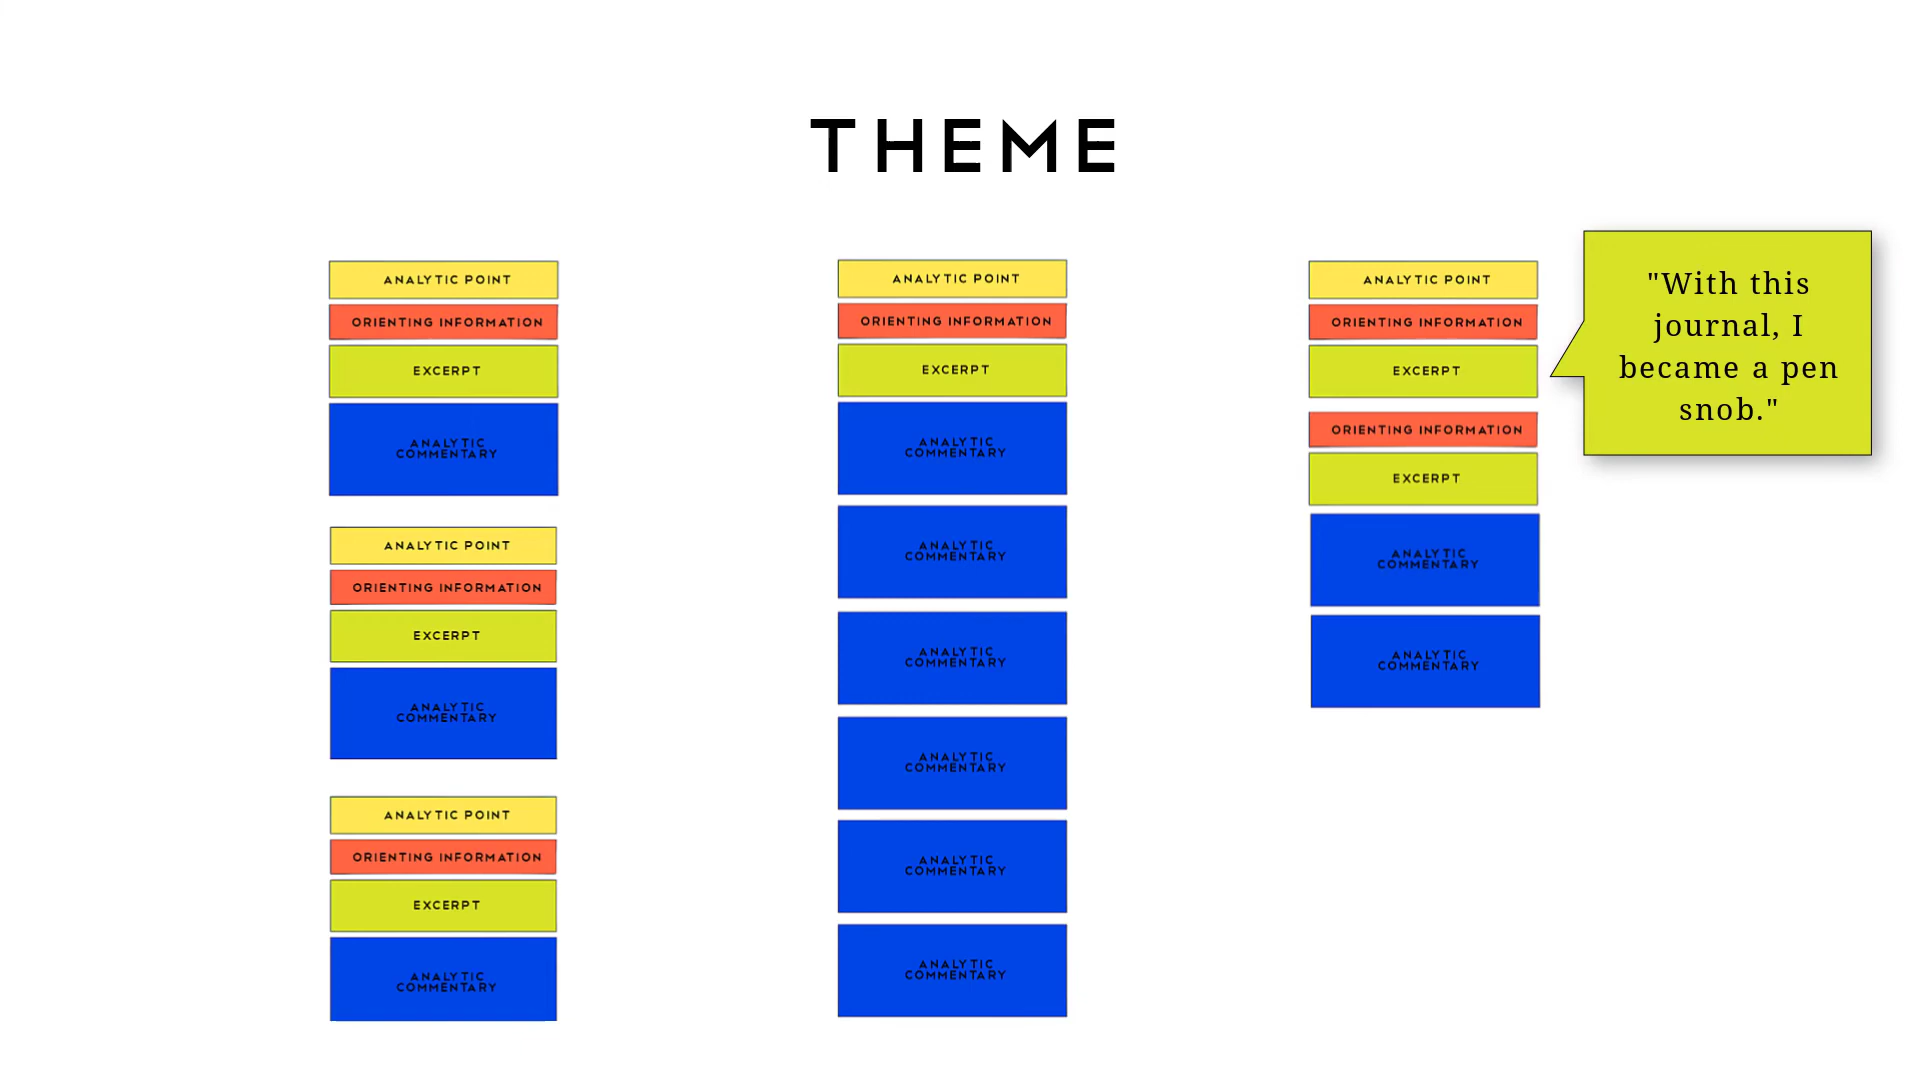 THEME
ANALYTIC POINT
ORIENTING INFORMATION
EXCERPT
ANALYTIC
COMMENTARY
ANALYTIC POINT
ORIENTING INFORMATION
EXCERPT
ANALYTIC
COMMENTARY
ANALYTIC POINT
ORIENTING INFORMATION
EXCERPT
ANALYTIC
COMMENTARY
ANALYTIC POINT
ORIENTING INFORMATION
EXCERPT
ANALYTIC
COMMENTARY
ANALYTIC
COMMENTARY
ANALYTIC
COMMENTARY
ANALYTIC
COMMENTARY
ANALYTIC
COMMENTARY
ANALYTIC
COMMENTARY
ANALYTIC POINT
ORIENTING INFORMATION
EXCERPT
ORIENTING INFORMATION
EXCERPT
ANALYTIC
COMMENTARY
ANALYTIC
COMMENTARY
"With this
journal, I
became a pen
snob."